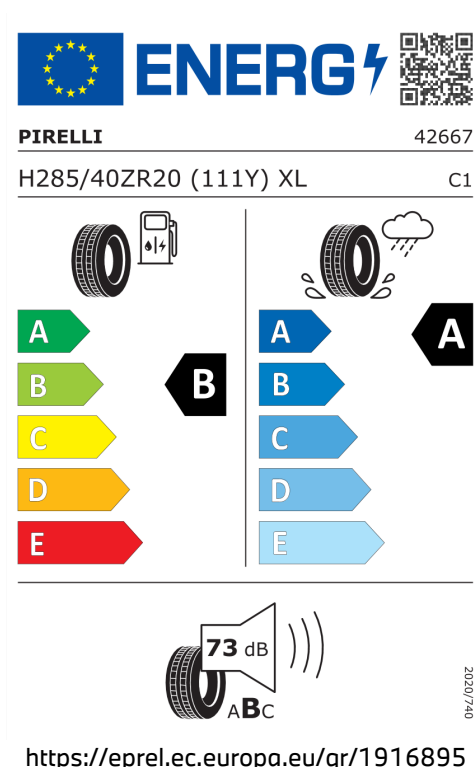 ENERG
PIRELLI 42667
H285/40ZR20 (111Y) XL C1
A
B
C
D
E
B
A
B
C
D
E
A
73 dB
ABC
2020/740
https://eprel.ec.europa.eu/qr/1916895